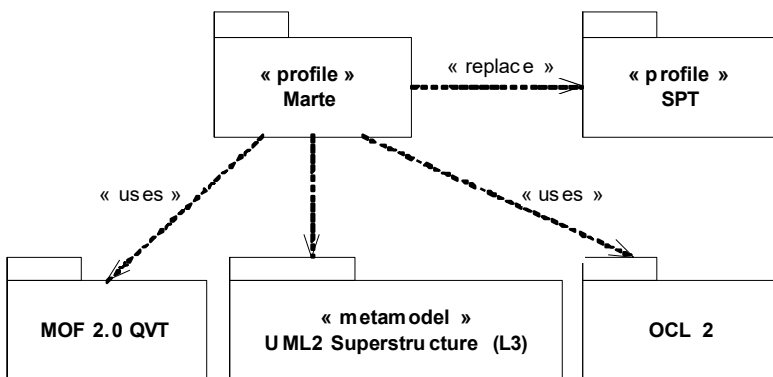 « profile »
Marte
« replace »
« profile »
SPT
« uses »
« uses »
MOF 2.0 QVT
« metamodel »
UML2 Superstructure (L3)
OCL 2